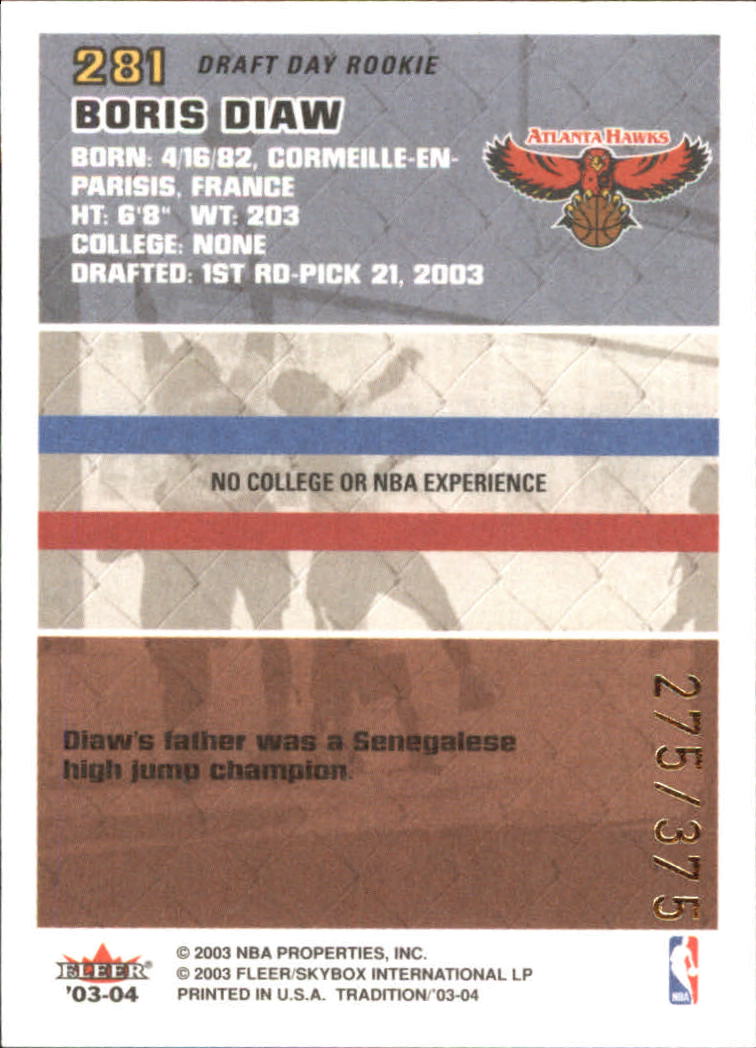 281 DRAFT DAY ROOKIE
BORIS DIAW
BORN: 4/16/82, CORMEILLE-EN-
PARISIS, FRANCE
HT: 6'8" WT: 203
COLLEGE: NONE
DRAFTED: 1ST RD-PICK 21, 2003
ATLANTA HAWKS
NO COLLEGE OR NBA EXPERIENCE
Diaw's father was a Senegalese
high jump champion.
275/375
FLEER®
'03-04
© 2003 NBA PROPERTIES, INC.
© 2003 FLEER/SKYBOX INTERNATIONAL LP
PRINTED IN U.S.A. TRADITION/'03-04
NBA